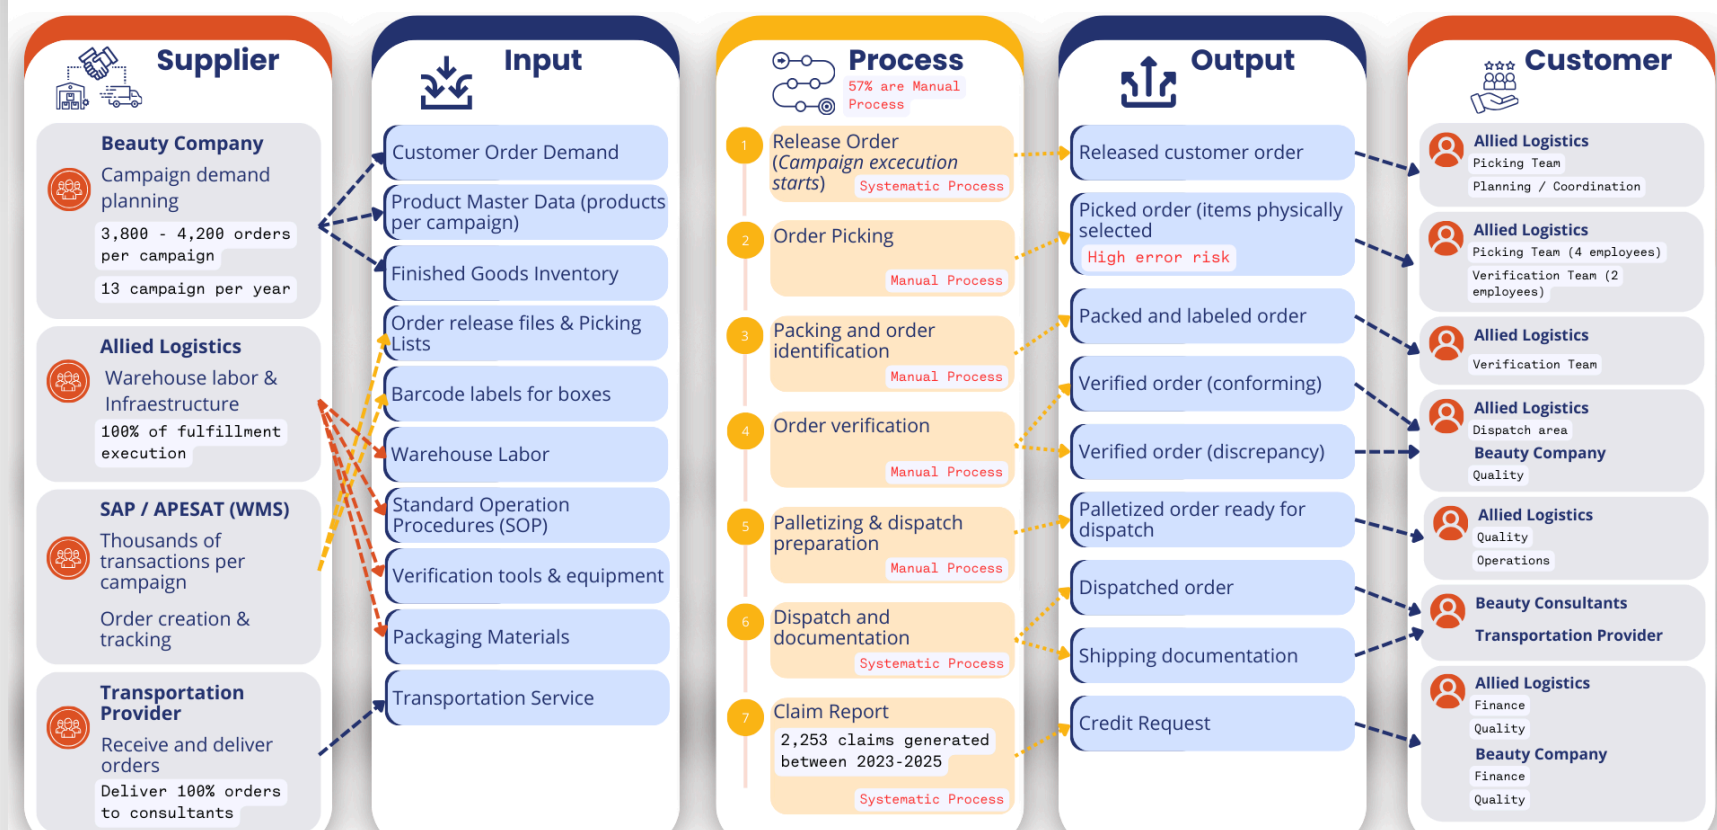 Supplier
Beauty Company
Campaign demand
planning
3,800 - 4,200 orders
per campaign
13 campaign per year
Allied Logistics
Warehouse labor &
Infraestructure
100% of fulfillment
execution
SAP / APESAT (WMS)
Thousands of
transactions per
campaign
Order creation &
tracking
Transportation
Provider
Receive and deliver
orders
Deliver 100% orders
to consultants
Input
Customer Order Demand
Product Master Data (products
per campaign)
Finished Goods Inventory
Order release files & Picking
Lists
Barcode labels for boxes
Warehouse Labor
Standard Operation
Procedures (SOP)
Verification tools & equipment
Packaging Materials
Transportation Service
Process
57% are Manual
Process
1
Release Order
(Campaign excecution
starts)
Systematic Process
2
Order Picking
Manual Process
3
Packing and order
identification
Manual Process
4
Order verification
Manual Process
5
Palletizing & dispatch
preparation
Manual Process
6
Dispatch and
documentation
Systematic Process
7
Claim Report
2,253 claims generated
between 2023-2025
Systematic Process
Output
Released customer order
Picked order (items physically
selected
High error risk
Packed and labeled order
Verified order (conforming)
Verified order (discrepancy)
Palletized order ready for
dispatch
Dispatched order
Shipping documentation
Credit Request
Customer
Allied Logistics
Picking Team
Planning / Coordination
Allied Logistics
Picking Team (4 employees)
Verification Team (2
employees)
Allied Logistics
Verification Team
Allied Logistics
Dispatch area
Beauty Company
Quality
Allied Logistics
Quality
Operations
Beauty Consultants
Transportation Provider
Allied Logistics
Finance
Quality
Beauty Company
Finance
Quality